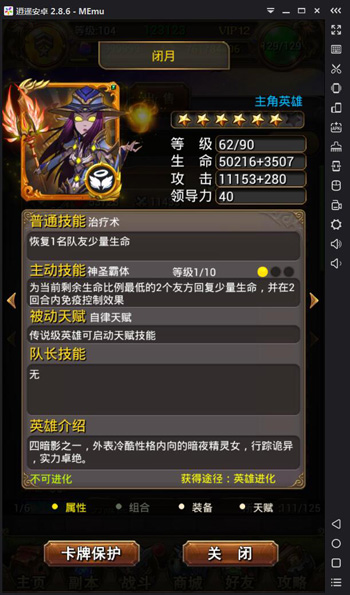 逍遥安卓 2.8.6 - MEmu
等级:104
VIP12
129/129
闭月
主角英雄
等 级 62/90
生 命 50216+3507
攻 击 11153+280
领导力 40
普通技能 治疗术
恢复1名队友少量生命
主动技能 神圣霸体 等级1/10
为当前剩余生命比例最低的2个友方回复少量生命，并在2
回合内免疫控制效果
被动天赋 自律天赋
传说级英雄可启动天赋技能
队长技能
无
英雄介绍
四暗影之一，外表冷酷性格内向的暗夜精灵女，行踪诡异
，实力卓绝。
不可进化 获得途径：英雄进化
属性 组合 装备 天赋
111/125
卡牌保护 关 闭
主页 副本 战斗 商城 好友 攻略